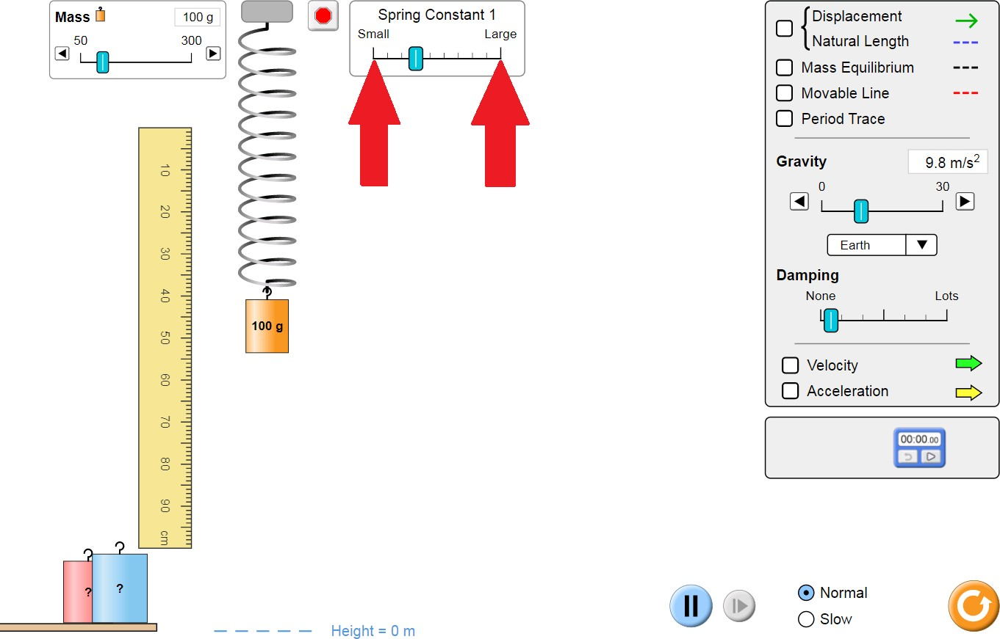 Mass
100 g
50
300
Spring Constant 1
Small
Large
Displacement
Natural Length
Mass Equilibrium
Movable Line
Period Trace
Gravity
9.8 m/s²
0
30
Earth
Damping
None
Lots
Velocity
Acceleration
00:00.00
100 g
10
20
30
40
50
60
70
80
90
cm
?
?
Normal
Slow
Height = 0 m